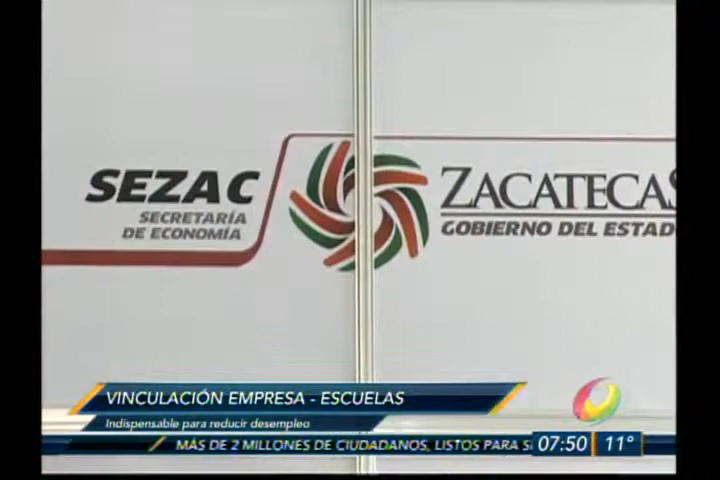 SEZAC
SECRETARÍA
DE ECONOMÍA
ZACATECAS
GOBIERNO DEL ESTAD
VINCULACIÓN EMPRESA - ESCUELAS
Indispensable para reducir desempleo
MÁS DE 2 MILLONES DE CIUDADANOS, LISTOS PARA
07:50 11°